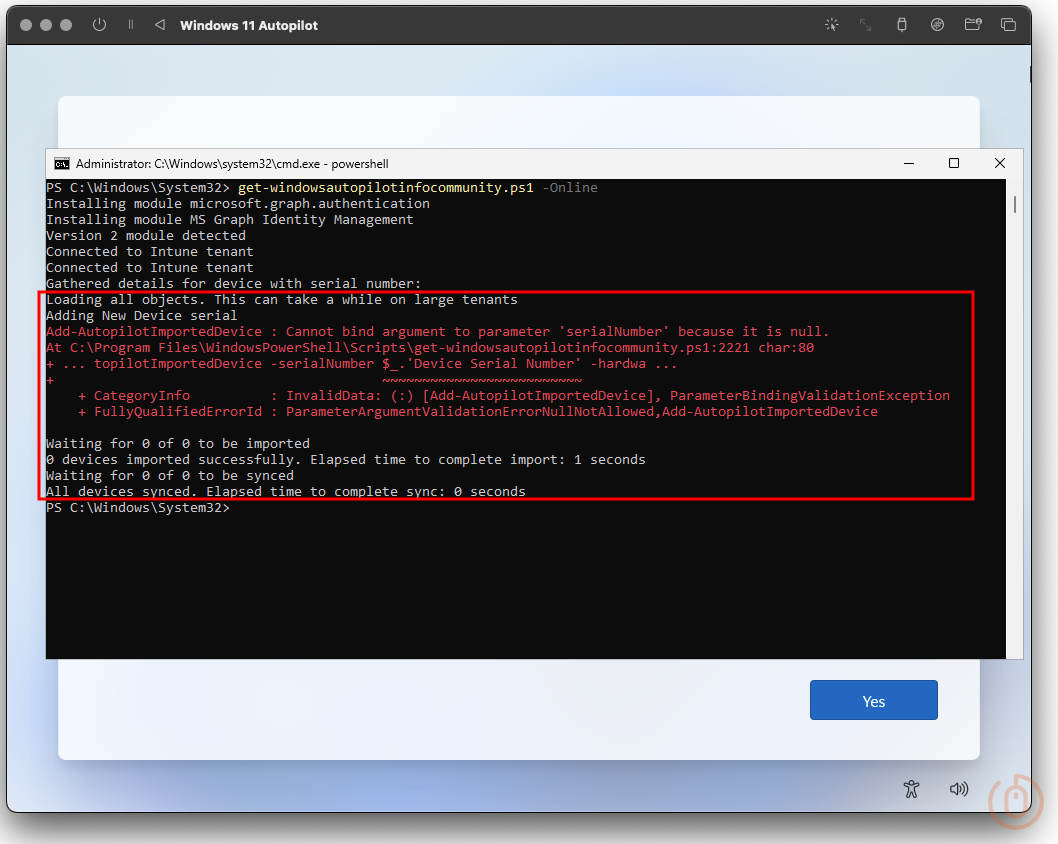 Windows 11 Autopilot
Administrator: C:\Windows\system32\cmd.exe - powershell
PS C:\Windows\System32> get-windowsautopilotinfocommunity.ps1 -Online
Installing module microsoft.graph.authentication
Installing module MS Graph Identity Management
Version 2 module detected
Connected to Intune tenant
Connected to Intune tenant
Gathered details for device with serial number:
Loading all objects. This can take a while on large tenants
Adding New Device serial
Add-AutopilotImportedDevice : Cannot bind argument to parameter 'serialNumber' because it is null.
At C:\Program Files\WindowsPowerShell\Scripts\get-windowsautopilotinfocommunity.ps1:2221 char:80
+ ... topilotImportedDevice -serialNumber $_.'Device Serial Number' -hardwa ...
+                                         ~~~~~~~~~~~~~~~~~~~~~~~~~
    + CategoryInfo          : InvalidData: (:) [Add-AutopilotImportedDevice], ParameterBindingValidationException
    + FullyQualifiedErrorId : ParameterArgumentValidationErrorNullNotAllowed,Add-AutopilotImportedDevice
Waiting for 0 of 0 to be imported
0 devices imported successfully. Elapsed time to complete import: 1 seconds
Waiting for 0 of 0 to be synced
All devices synced. Elapsed time to complete sync: 0 seconds
PS C:\Windows\System32>
Yes